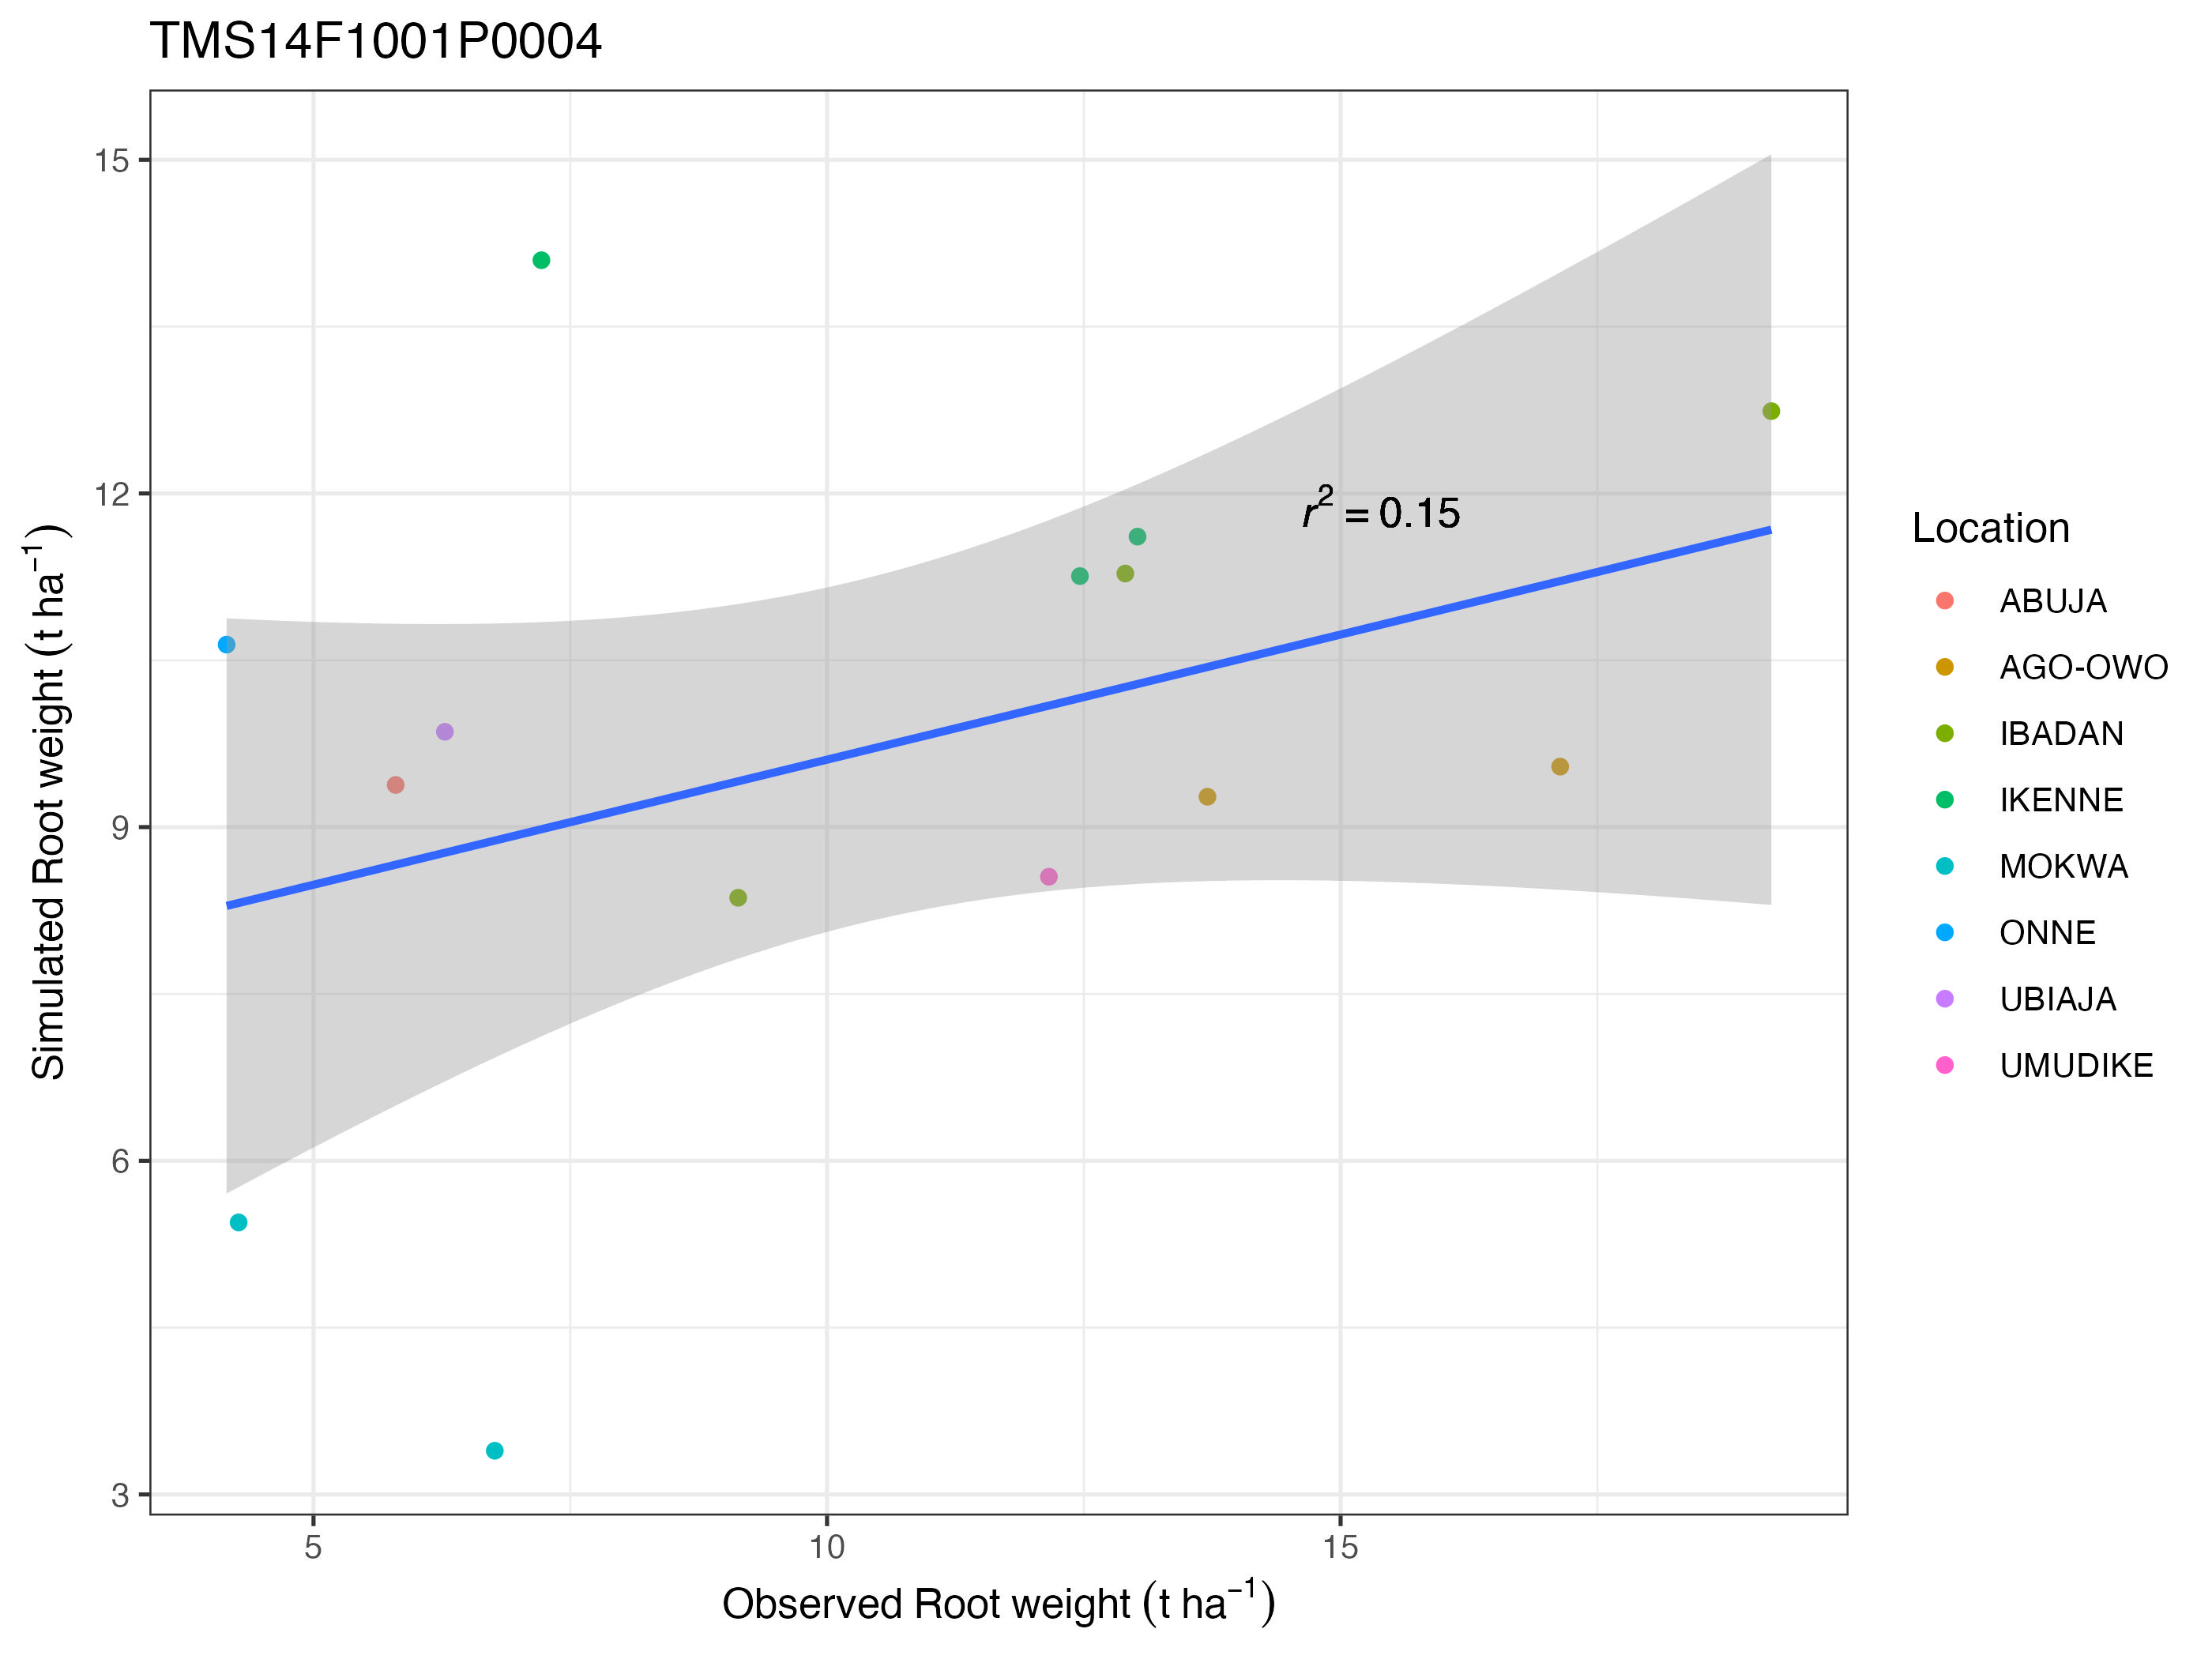 TMS14F1001P0004
15
12
9
6
3
Simulated Root weight (t ha⁻¹)
r² = 0.15
5 10 15
Observed Root weight (t ha⁻¹)
Location
ABUJA
AGO-OWO
IBADAN
IKENNE
MOKWA
ONNE
UBIAJA
UMUDIKE